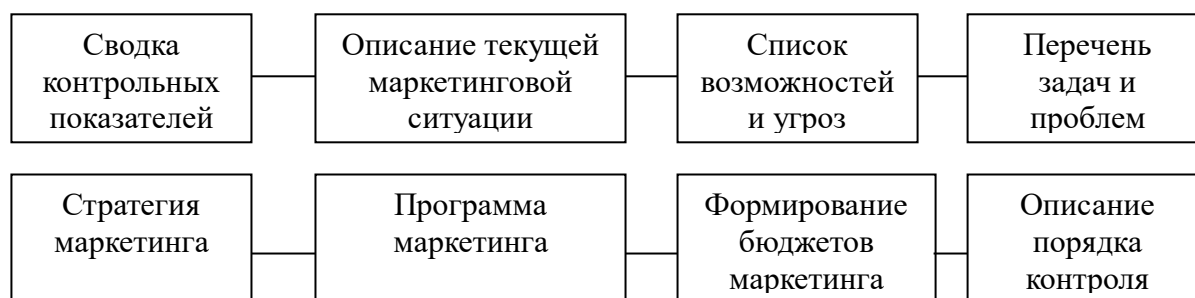 Сводка
контрольных
показателей
Описание текущей
маркетинговой
ситуации
Список
возможностей
и угроз
Перечень
задач и
проблем
Стратегия
маркетинга
Программа
маркетинга
Формирование
бюджетов
маркетинга
Описание
порядка
контроля